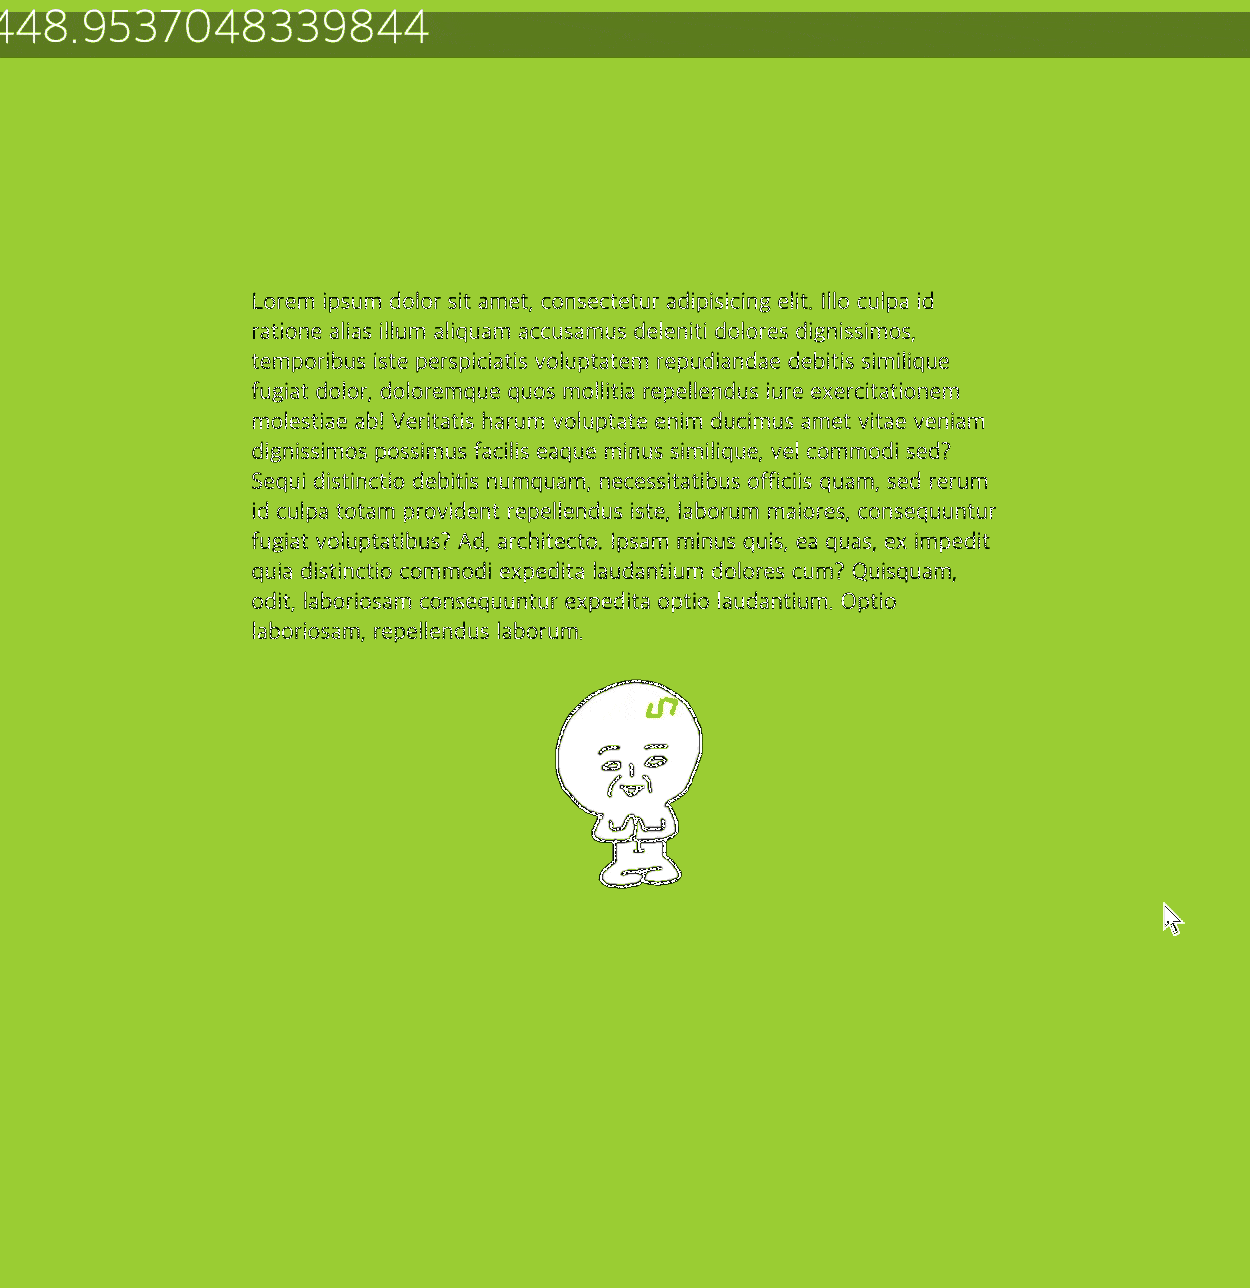 448.9537048339844
Lorem ipsum dolor sit amet, consectetur adipisicing elit. Illo culpa id
ratione alias illum aliquam accusamus deleniti dolores dignissimos,
temporibus iste perspiciatis voluptatem repudiandae debitis similique
fugiat dolor, doloremque quos mollitia repellendus iure exercitationem
molestiae ab! Veritatis harum voluptate enim ducimus amet vitae veniam
dignissimos possimus facilis eaque minus similique, vel commodi sed?
Sequi distinctio debitis numquam, necessitatibus officiis quam, sed rerum
id culpa totam provident repellendus iste, laborum maiores, consequuntur
fugiat voluptatibus? Ad, architecto. Ipsam minus quis, ea quas, ex impedit
quia distinctio commodi expedita laudantium dolores cum? Quisquam,
odit, laboriosam consequuntur expedita optio laudantium. Optio
laboriosam, repellendus laborum.